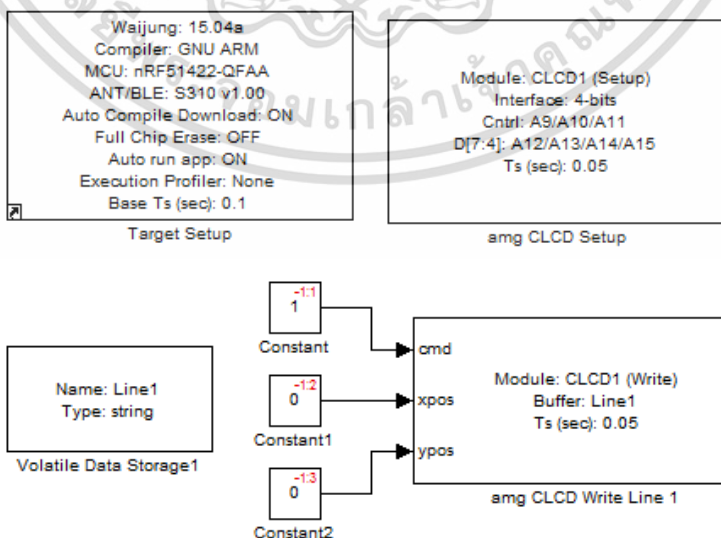 Waijung: 15.04a
Compiler: GNU ARM
MCU: nRF51422-QFAA
ANT/BLE: S310 v1.00
Auto Compile Download: ON
Full Chip Erase: OFF
Auto run app: ON
Execution Profiler: None
Base Ts (sec): 0.1
Target Setup
Module: CLCD1 (Setup)
Interface: 4-bits
Cntrl: A9/A10/A11
D[7:4]: A12/A13/A14/A15
Ts (sec): 0.05
amg CLCD Setup
Name: Line1
Type: string
Volatile Data Storage1
-1:1
1
Constant
-1:2
0
Constant1
-1:3
0
Constant2
cmd
xpos
ypos
Module: CLCD1 (Write)
Buffer: Line1
Ts (sec): 0.05
amg CLCD Write Line 1